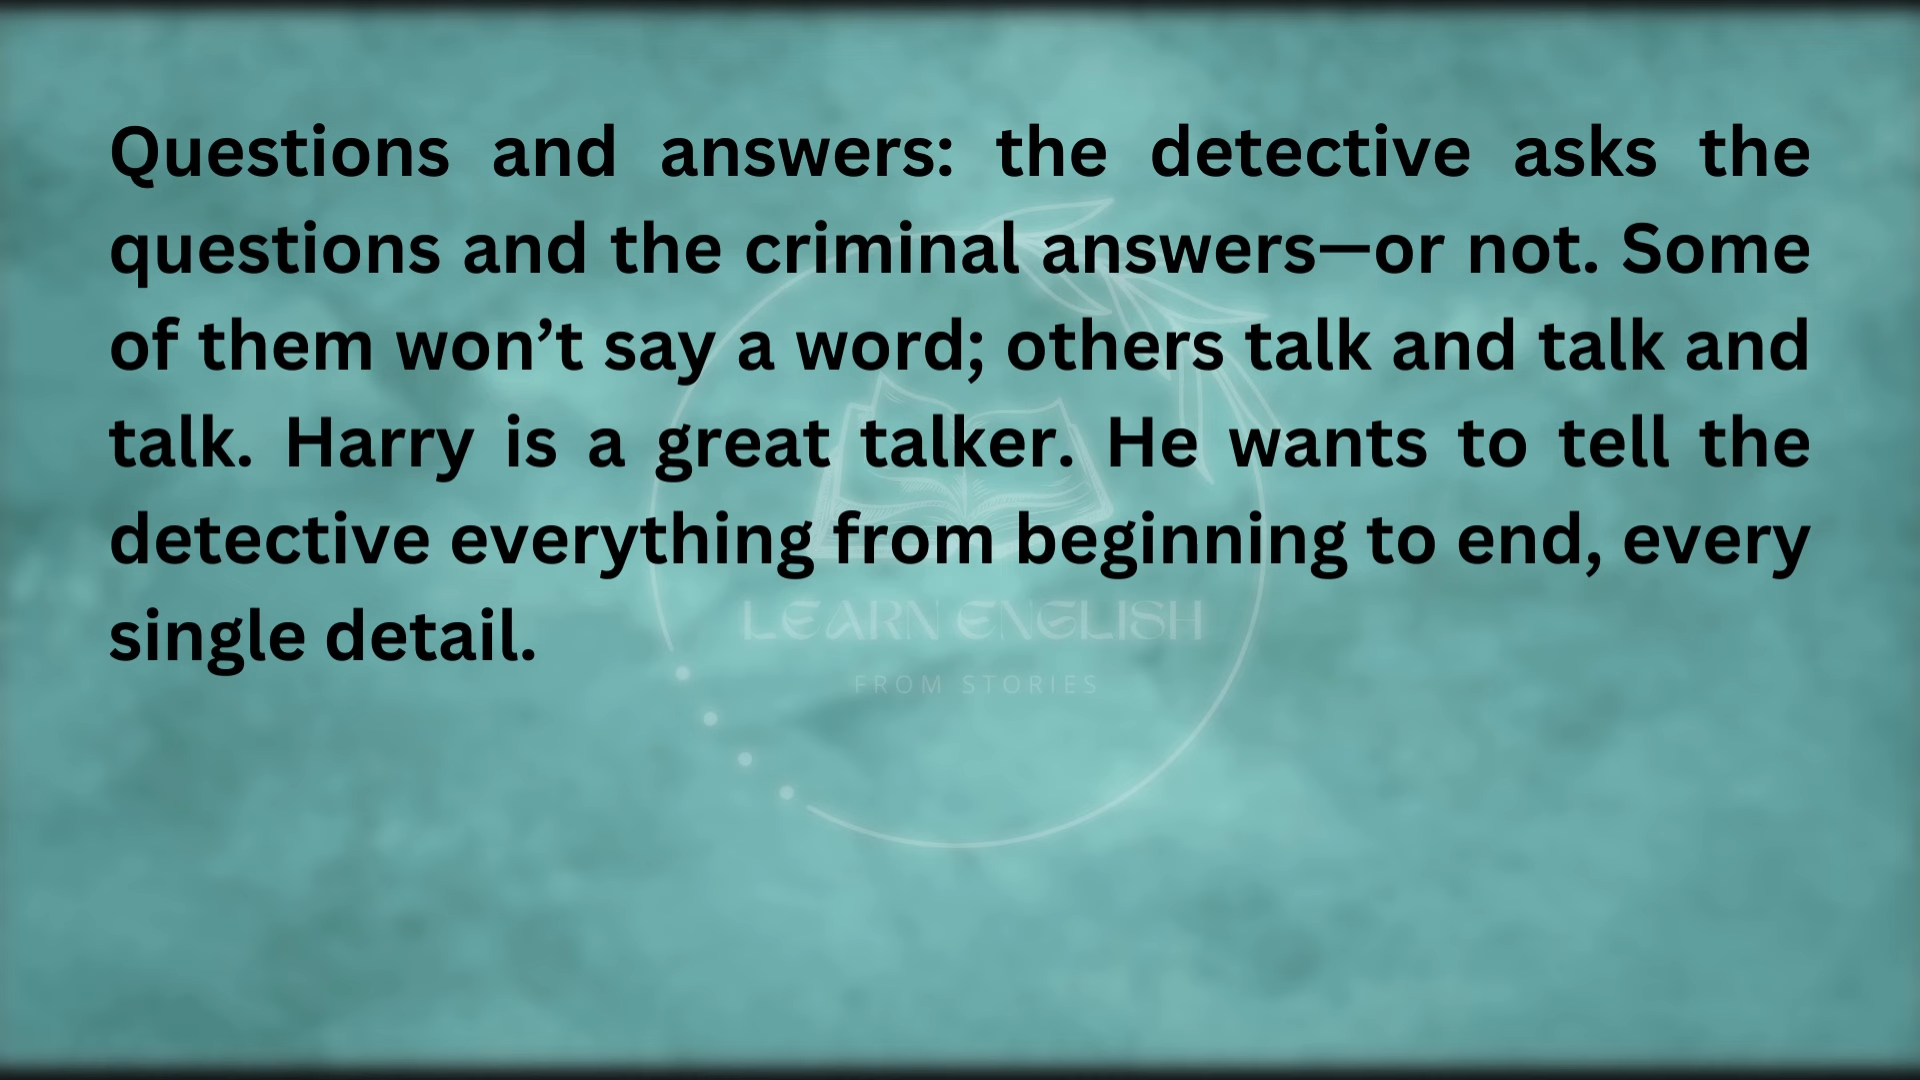 Questions and answers: the detective asks the
questions and the criminal answers—or not. Some
of them won’t say a word; others talk and talk and
talk. Harry is a great talker. He wants to tell the
detective everything from beginning to end, every
single detail.
LEARN ENGLISH
FROM STORIES